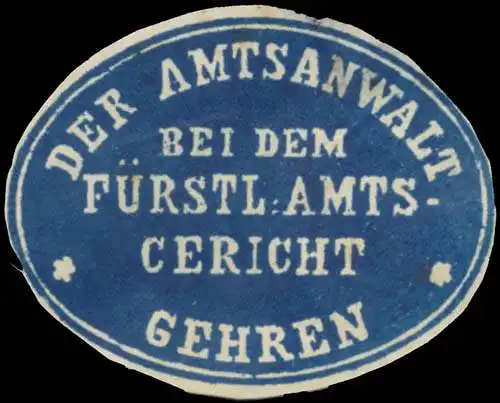 DER AMTSANWALT
BEI DEM
FÜRSTL: AMTS-
GERICHT
GEHREN